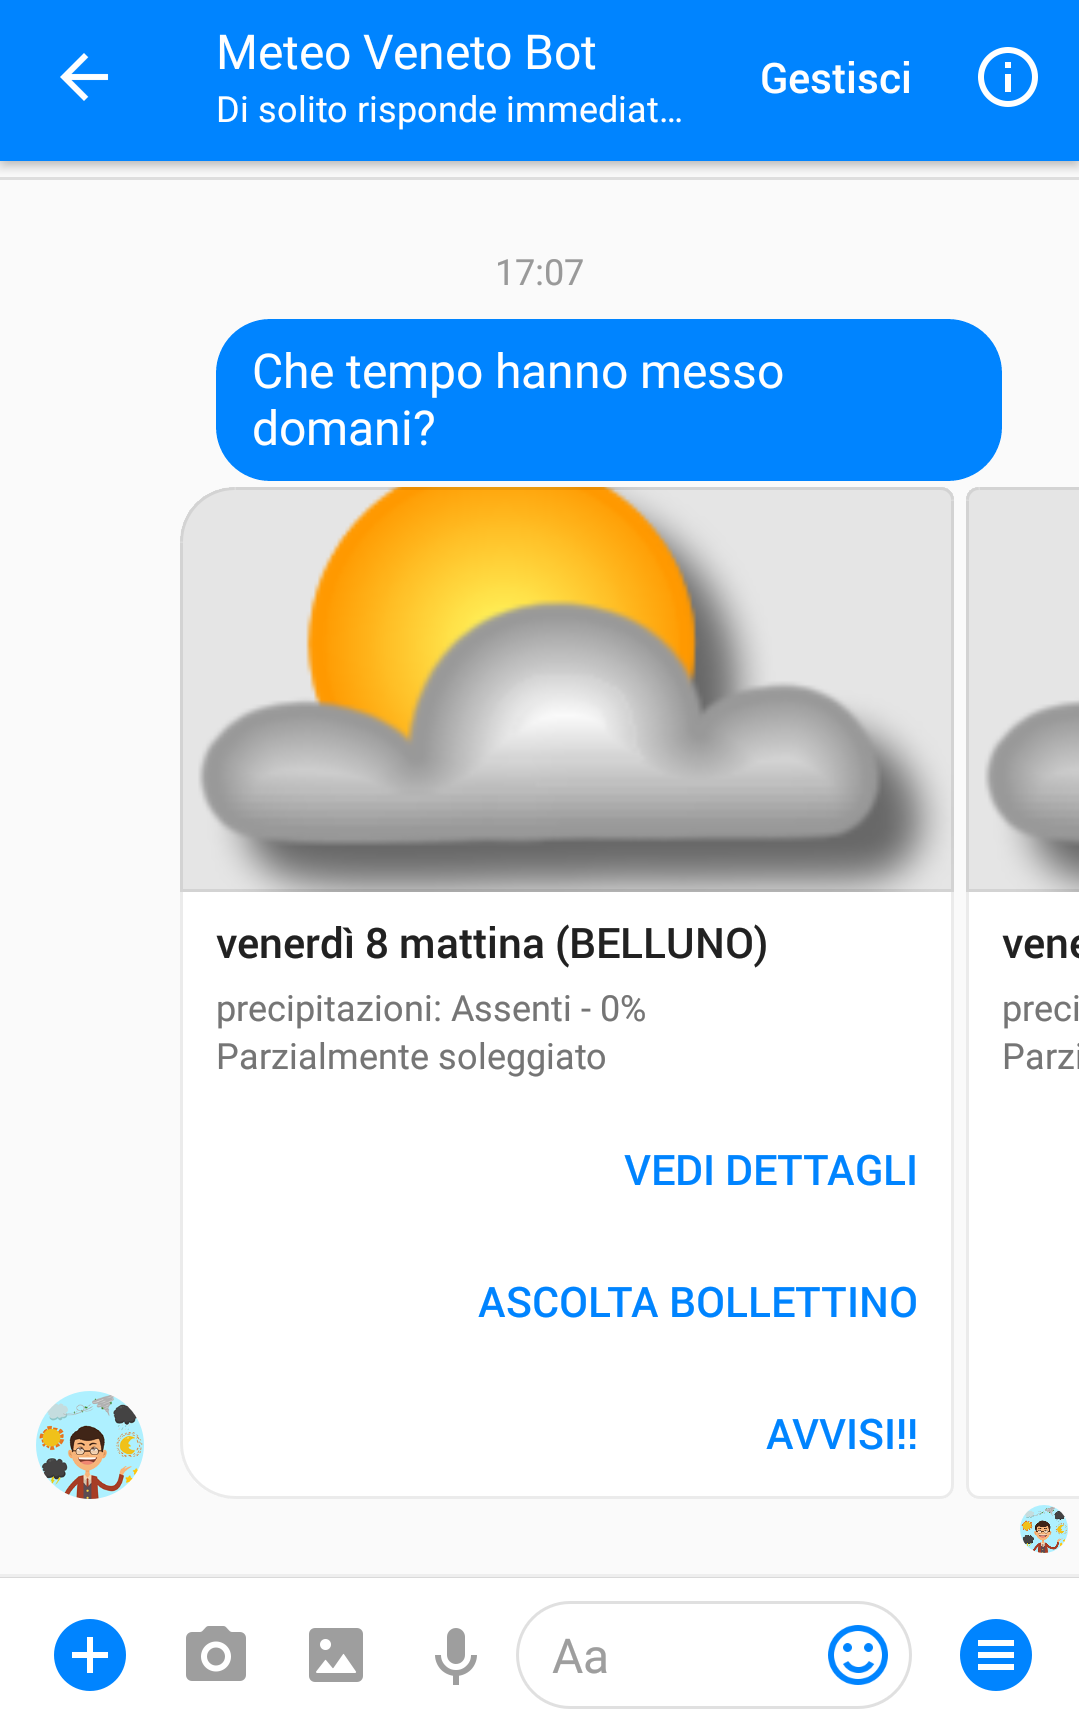 Meteo Veneto Bot
Di solito risponde immediat...
Gestisci
17:07
Che tempo hanno messo
domani?
venerdì 8 mattina (BELLUNO)
precipitazioni: Assenti - 0%
Parzialmente soleggiato
VEDI DETTAGLI
ASCOLTA BOLLETTINO
AVVISI!!
vene
preci
Parzi
Aa